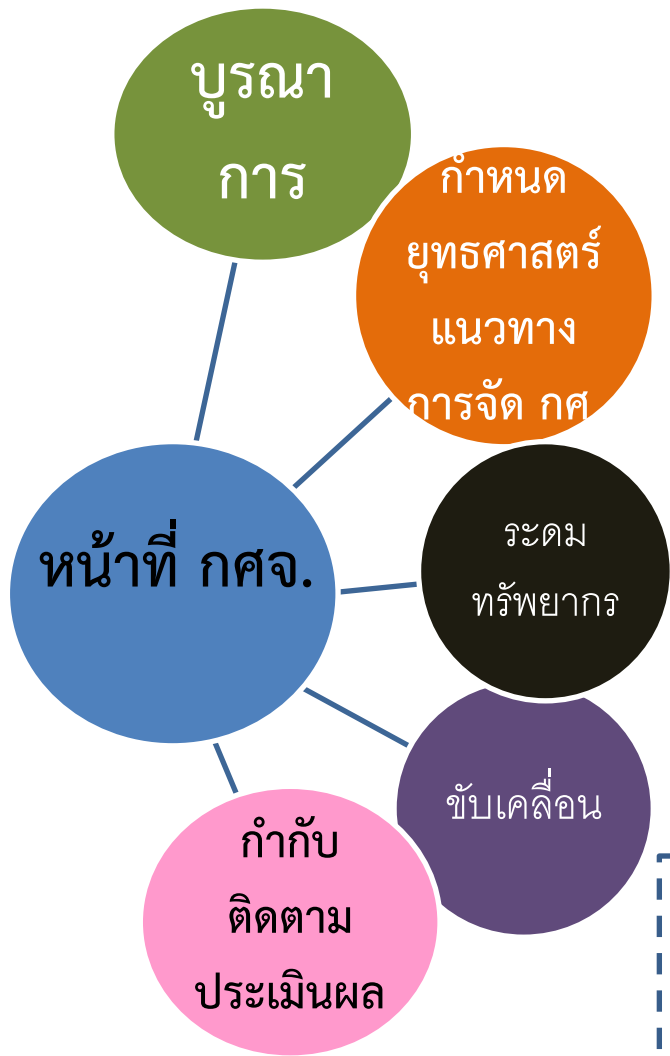 บูรณา
การ
กำหนด
ยุทธศาสตร์
แนวทาง
การจัด กศ
หน้าที่ กศจ.
ระดม
ทรัพยากร
ขับเคลื่อน
กำกับ
ติดตาม
ประเมินผล